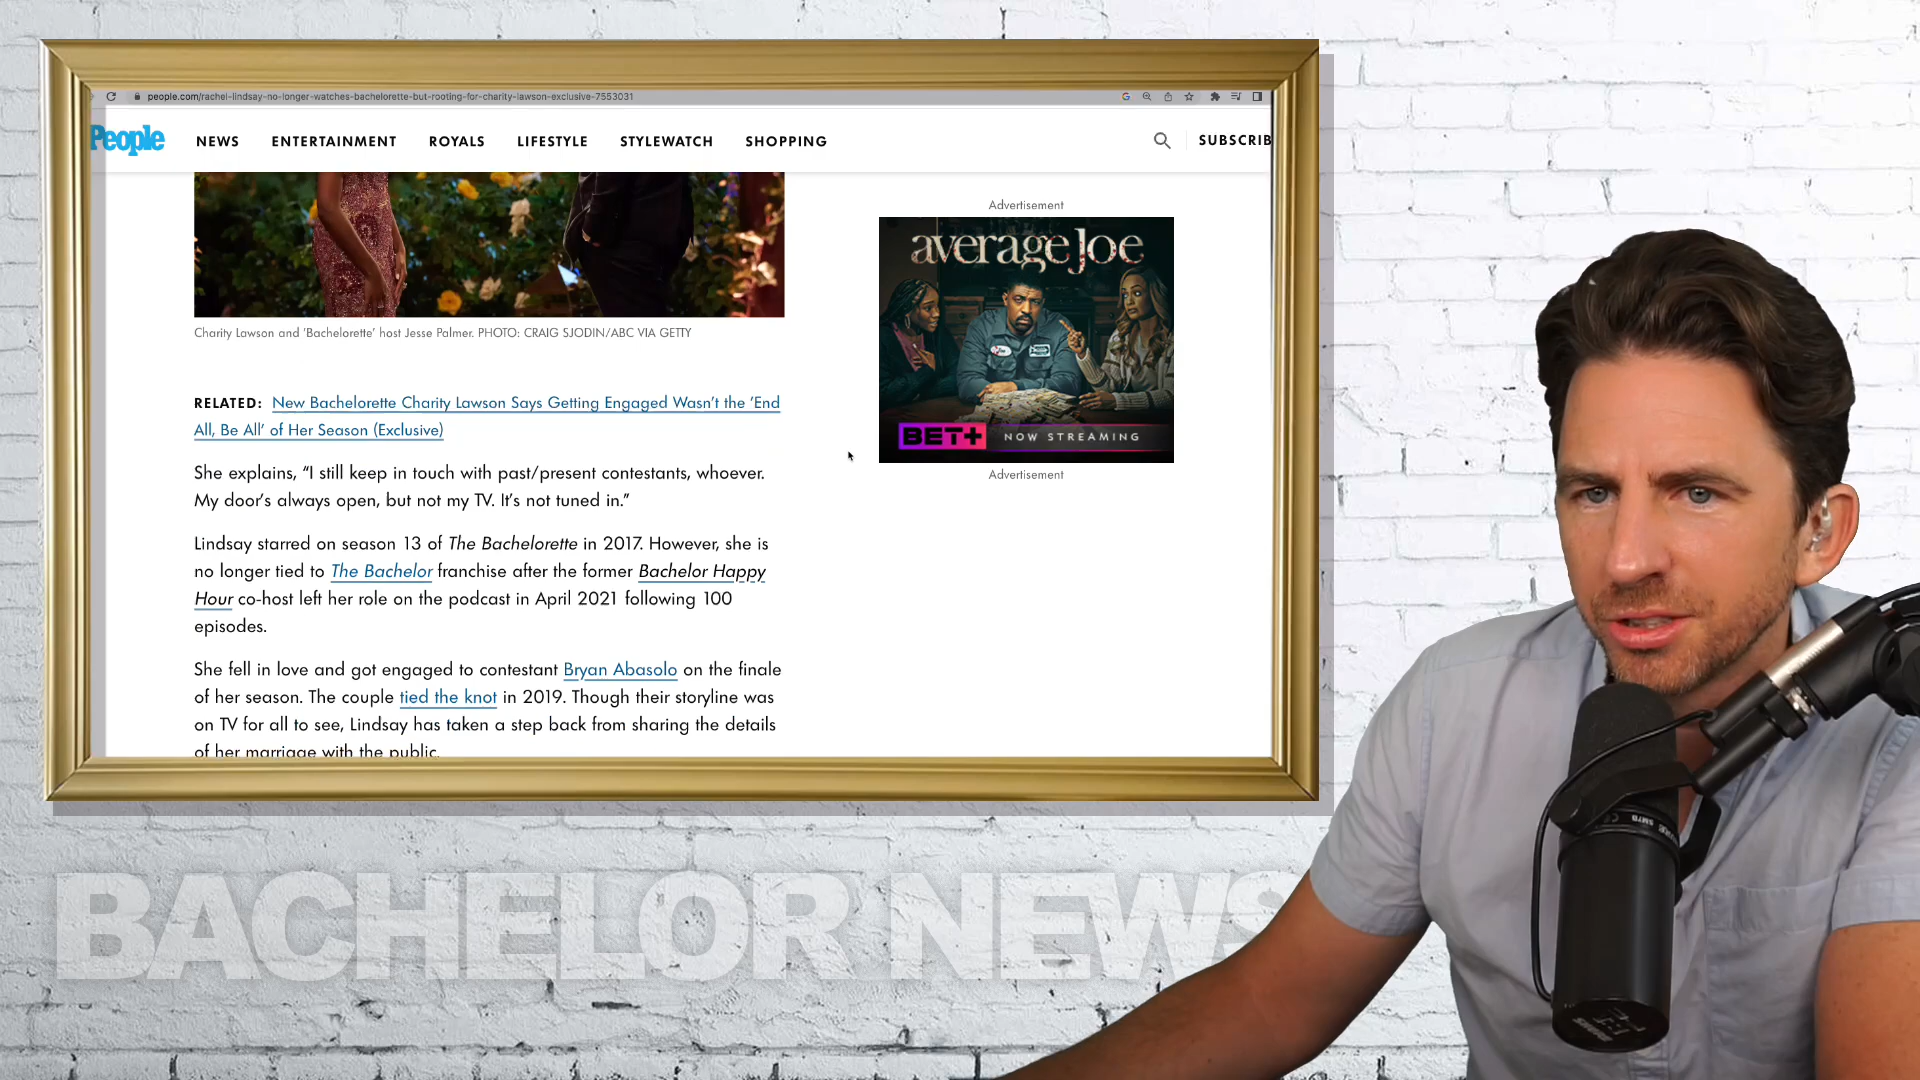 people.com/rachel-lindsay-no-longer-watches-bachelorette-but-rooting-for-charity-lawson-exclusive-7553031
People
NEWS ENTERTAINMENT ROYALS LIFESTYLE STYLEWATCH SHOPPING
SUBSCRIB
Charity Lawson and 'Bachelorette' host Jesse Palmer. PHOTO: CRAIG SJODIN/ABC VIA GETTY
RELATED: New Bachelorette Charity Lawson Says Getting Engaged Wasn't the 'End
All, Be All' of Her Season (Exclusive)
She explains, “I still keep in touch with past/present contestants, whoever.
My door's always open, but not my TV. It's not tuned in.”
Lindsay starred on season 13 of The Bachelorette in 2017. However, she is
no longer tied to The Bachelor franchise after the former Bachelor Happy
Hour co-host left her role on the podcast in April 2021 following 100
episodes.
She fell in love and got engaged to contestant Bryan Abasolo on the finale
of her season. The couple tied the knot in 2019. Though their storyline was
on TV for all to see, Lindsay has taken a step back from sharing the details
of her marriage with the public.
Advertisement
average Joe
BET+ NOW STREAMING
Advertisement
BACHELOR NEWS
SM7B